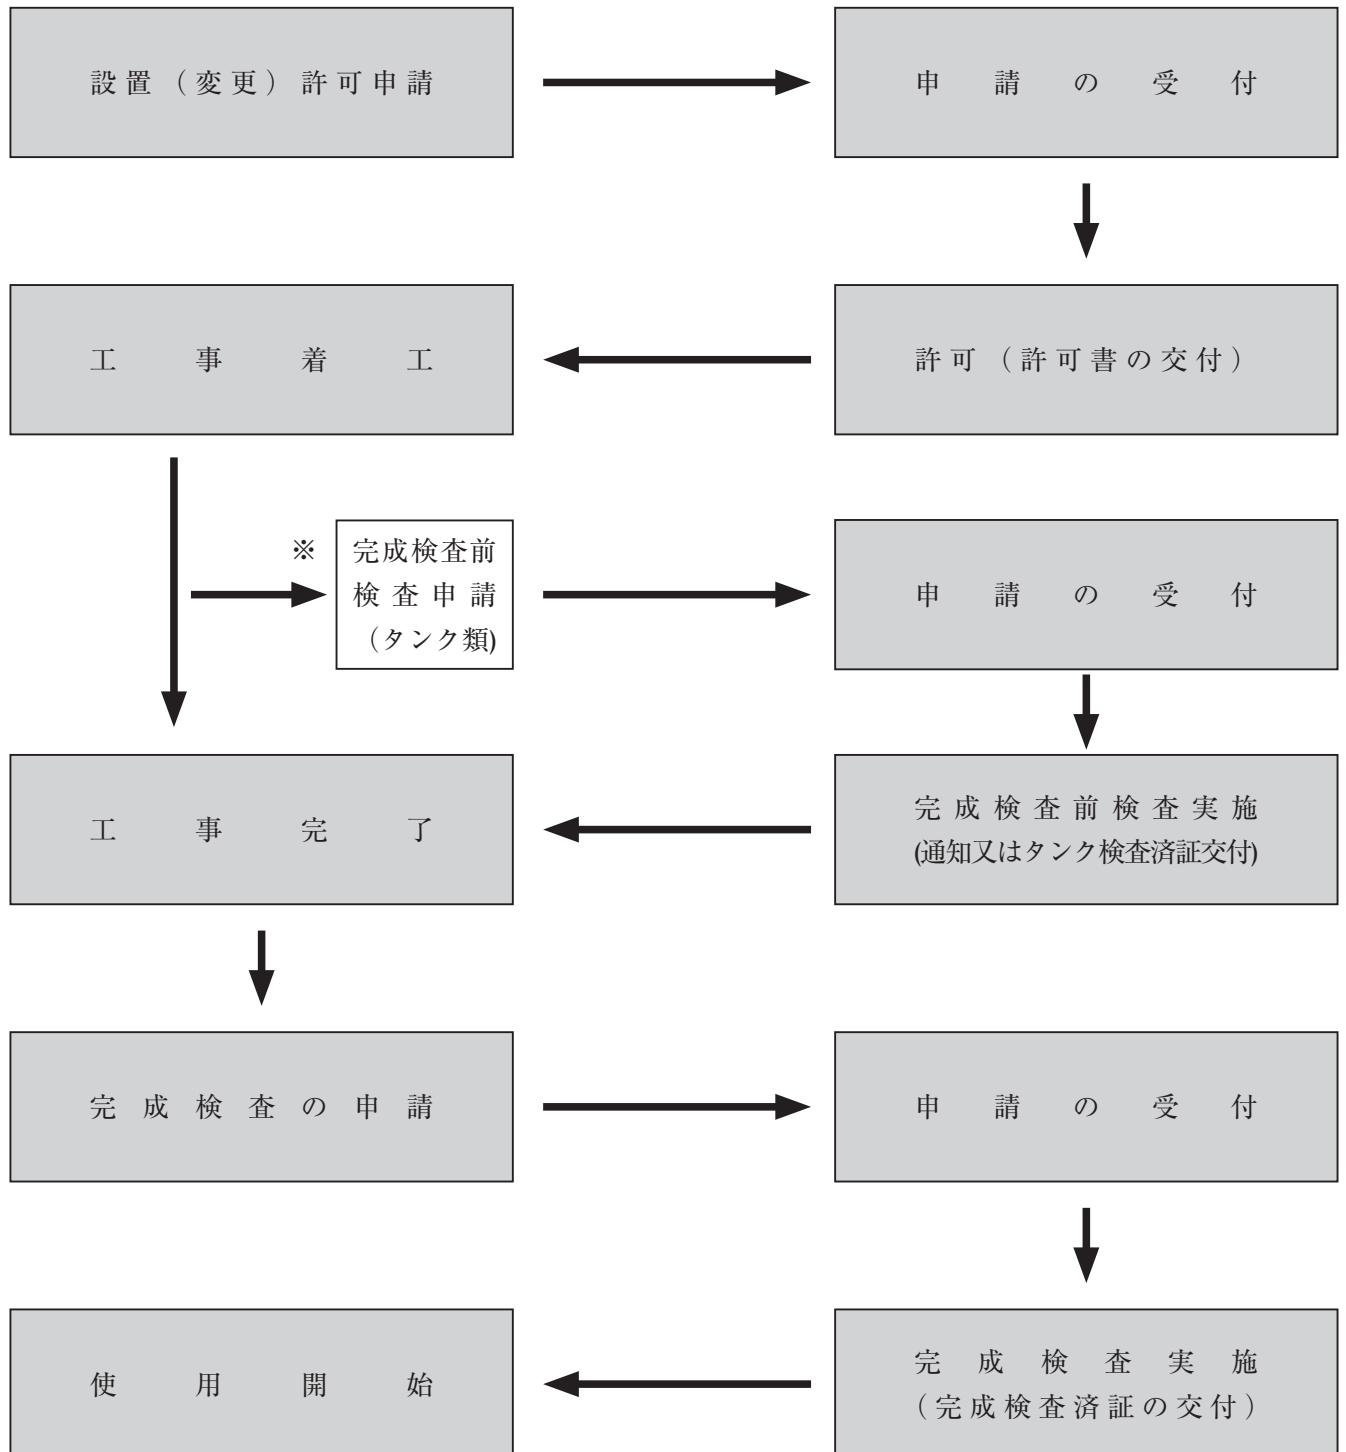 設置（変更）許可申請
申請の受付
工事着工
許可（許可書の交付）
※
完成検査前
検査申請
（タンク類)
申請の受付
工事完了
完成検査前検査実施
(通知又はタンク検査済証交付)
完成検査の申請
申請の受付
使用開始
完成検査実施
（完成検査済証の交付）